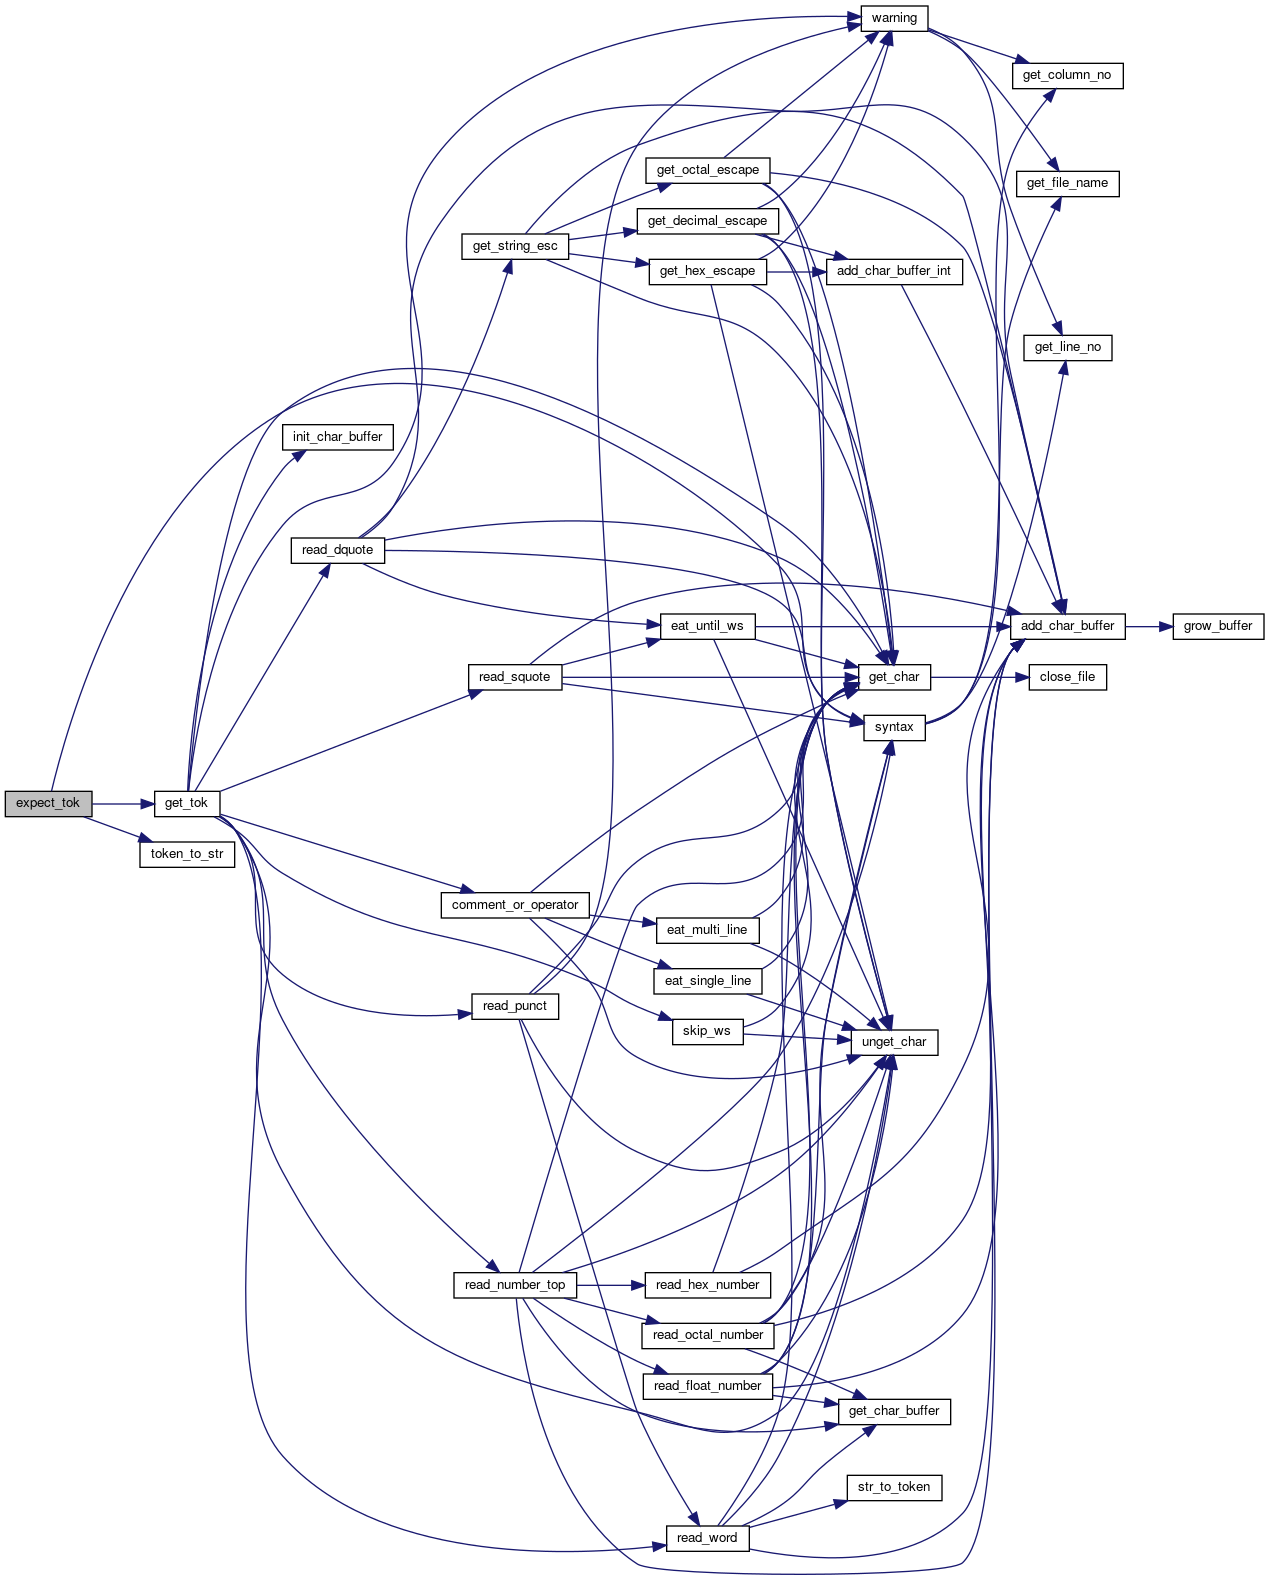 warning
get_column_no
get_octal_escape
get_file_name
get_decimal_escape
get_string_esc
get_hex_escape
add_char_buffer_int
get_line_no
init_char_buffer
read_dquote
eat_until_ws
add_char_buffer
grow_buffer
read_squote
get_char
close_file
syntax
expect_tok
get_tok
token_to_str
comment_or_operator
eat_multi_line
eat_single_line
read_punct
skip_ws
unget_char
read_number_top
read_hex_number
read_octal_number
read_float_number
get_char_buffer
str_to_token
read_word